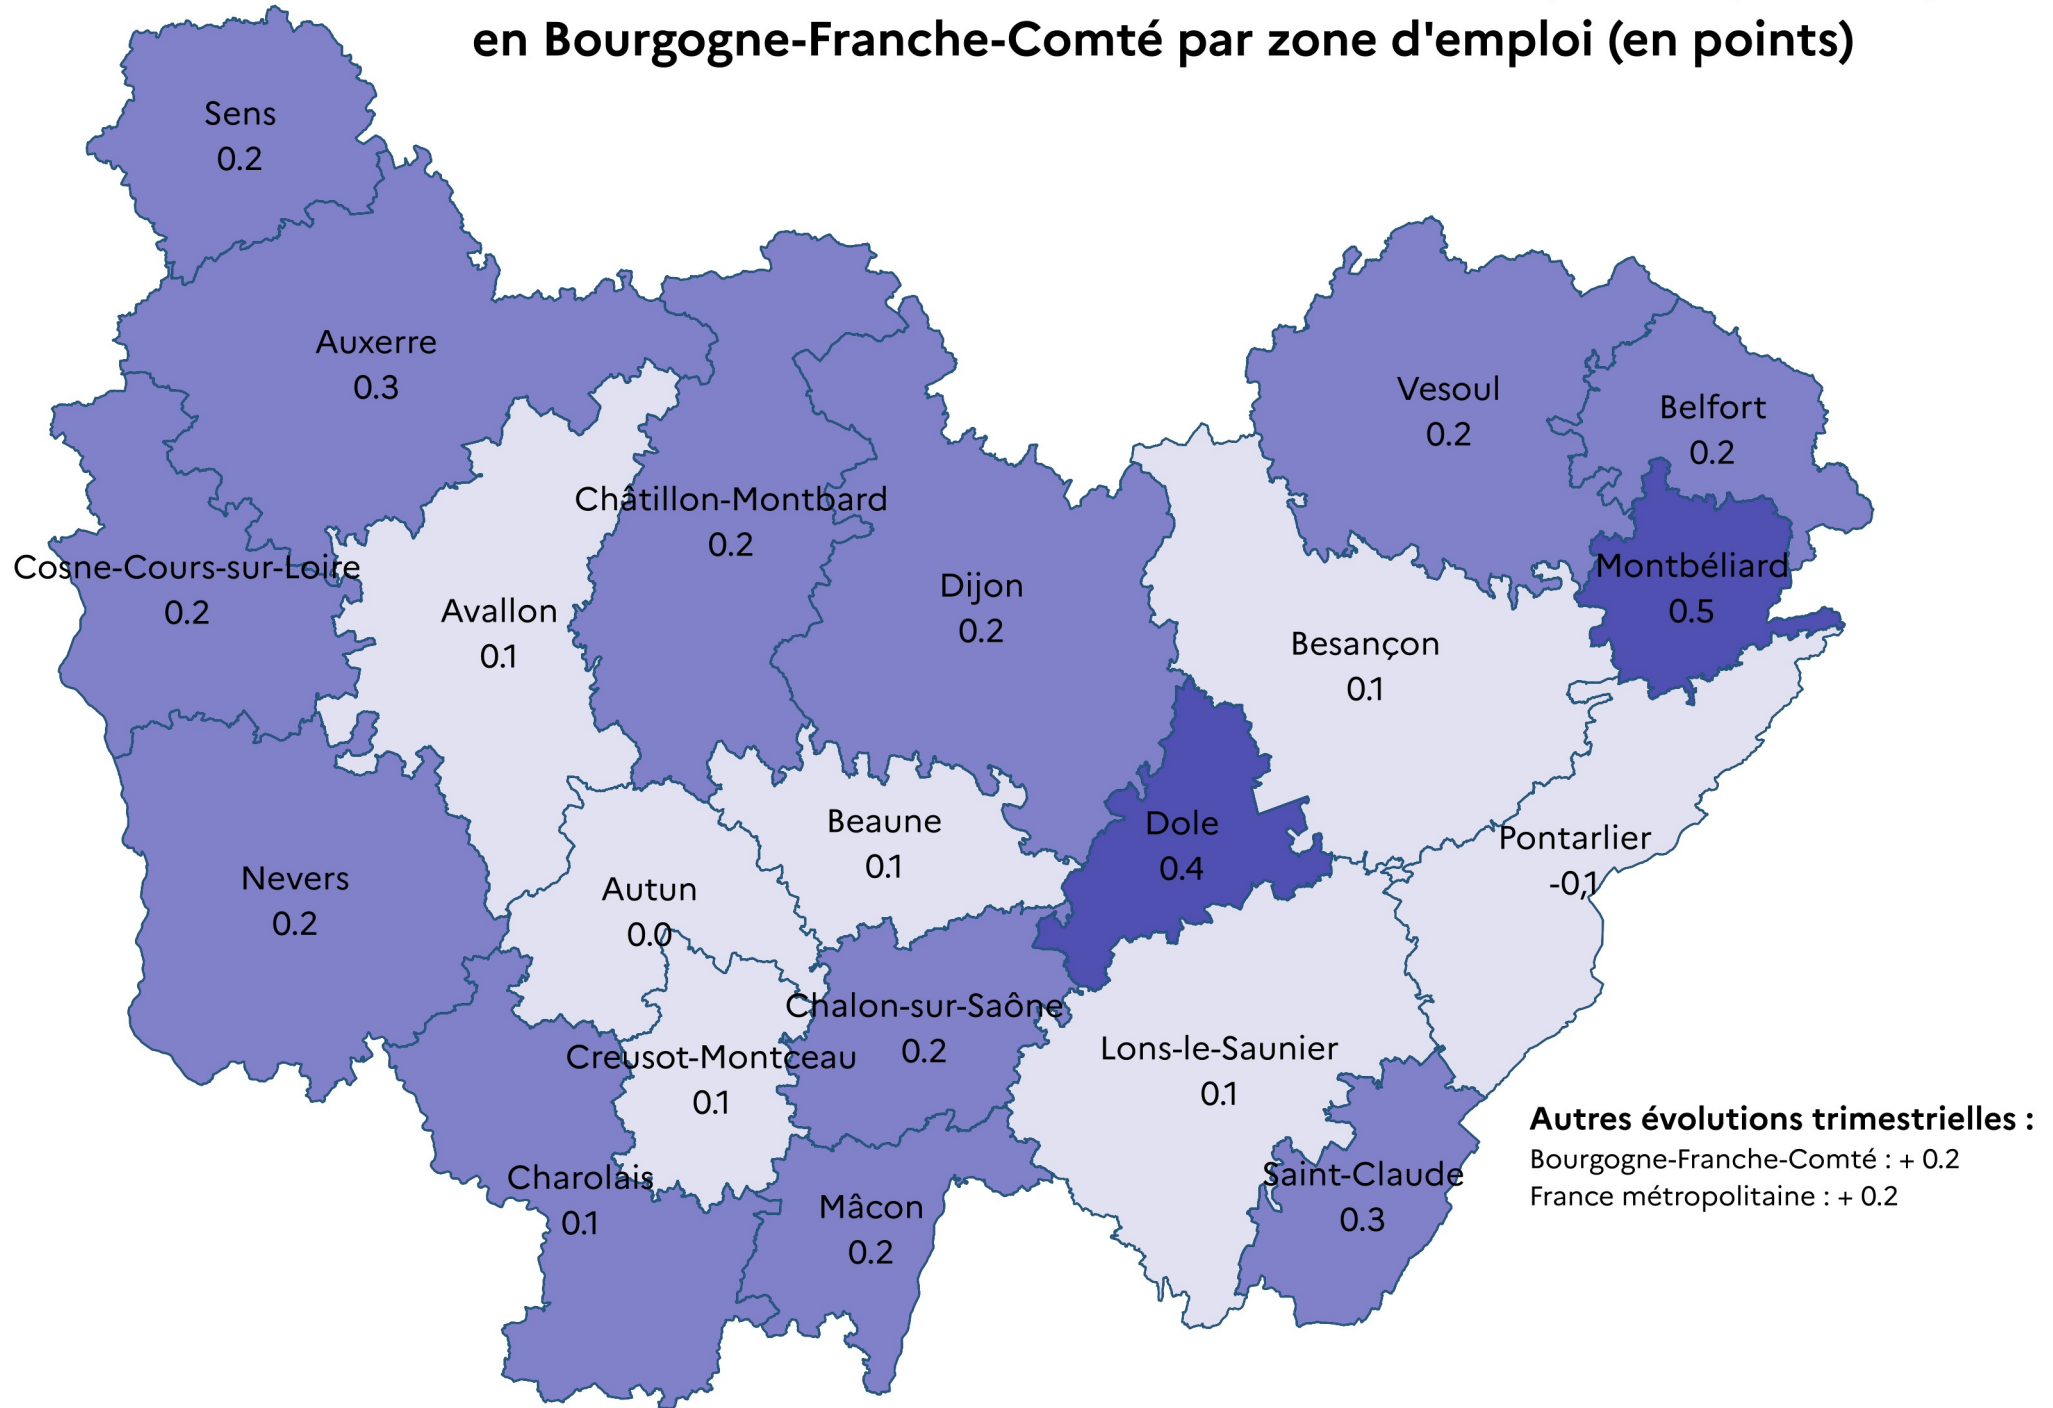 en Bourgogne-Franche-Comté par zone d'emploi (en points)
Sens
0.2
Auxerre
0.3
Vesoul
0.2
Belfort
0.2
Châtillon-Montbard
0.2
Cosne-Cours-sur-Loire
0.2
Montbéliard
0.5
Dijon
0.2
Avallon
0.1
Besançon
0.1
Beaune
0.1
Dole
0.4
Pontarlier
-0,1
Nevers
0.2
Autun
0.0
Chalon-sur-Saône
0.2
Creusot-Montceau
0.1
Lons-le-Saunier
0.1
Charolais
0.1
Saint-Claude
0.3
Mâcon
0.2
Autres évolutions trimestrielles :
Bourgogne-Franche-Comté : + 0.2
France métropolitaine : + 0.2